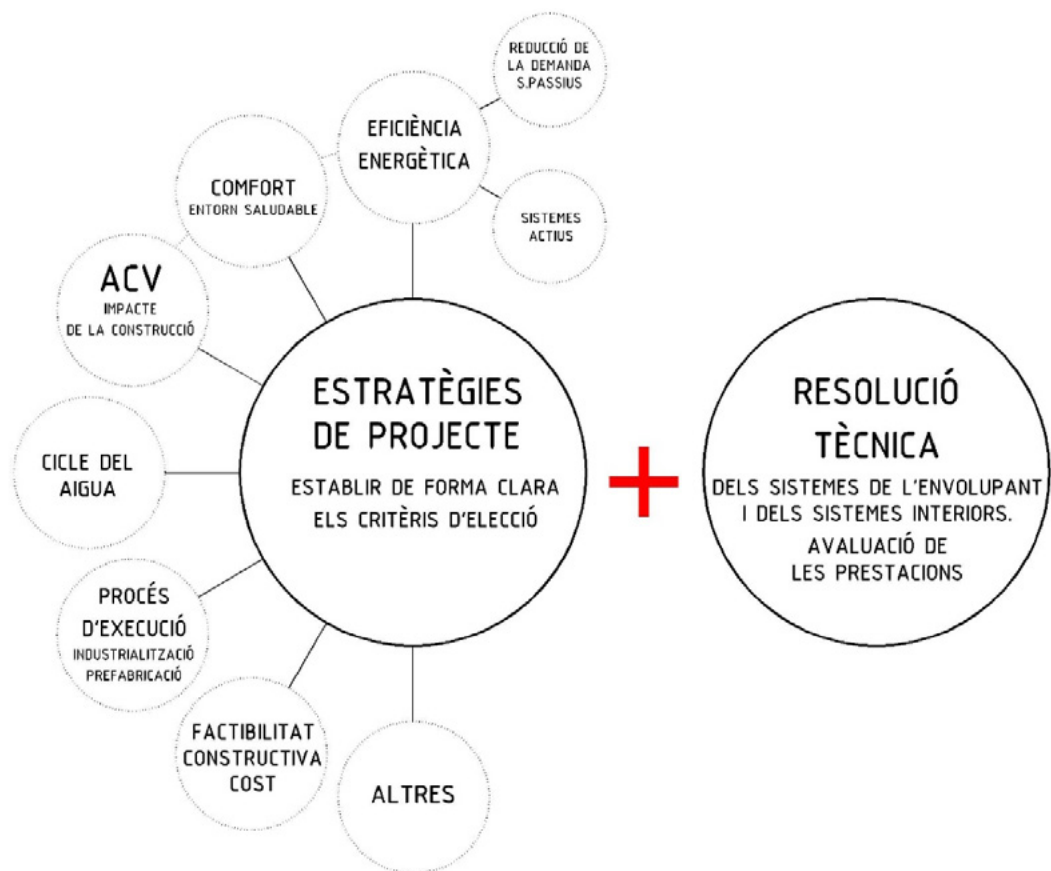 REDUCCIÓ DE
LA DEMANDA
S.PASSIUS
EFICIÈNCIA
ENERGÈTICA
SISTEMES
ACTIUS
COMFORT
ENTORN SALUDABLE
ACV
IMPACTE
DE LA CONSTRUCCIÓ
CICLE DEL
AIGUA
PROCÉS
D'EXECUCIÓ
INDUSTRIALITZACIÓ
PREFABRICACIÓ
FACTIBILITAT
CONSTRUCTIVA
COST
ALTRES
ESTRATÈGIES
DE PROJECTE
ESTABLIR DE FORMA CLARA
ELS CRITÈRIS D'ELECCIÓ
+
RESOLUCIÓ
TÈCNICA
DELS SISTEMES DE L'ENVOLUPANT
I DELS SISTEMES INTERIORS.
AVALUACIÓ DE
LES PRESTACIONS